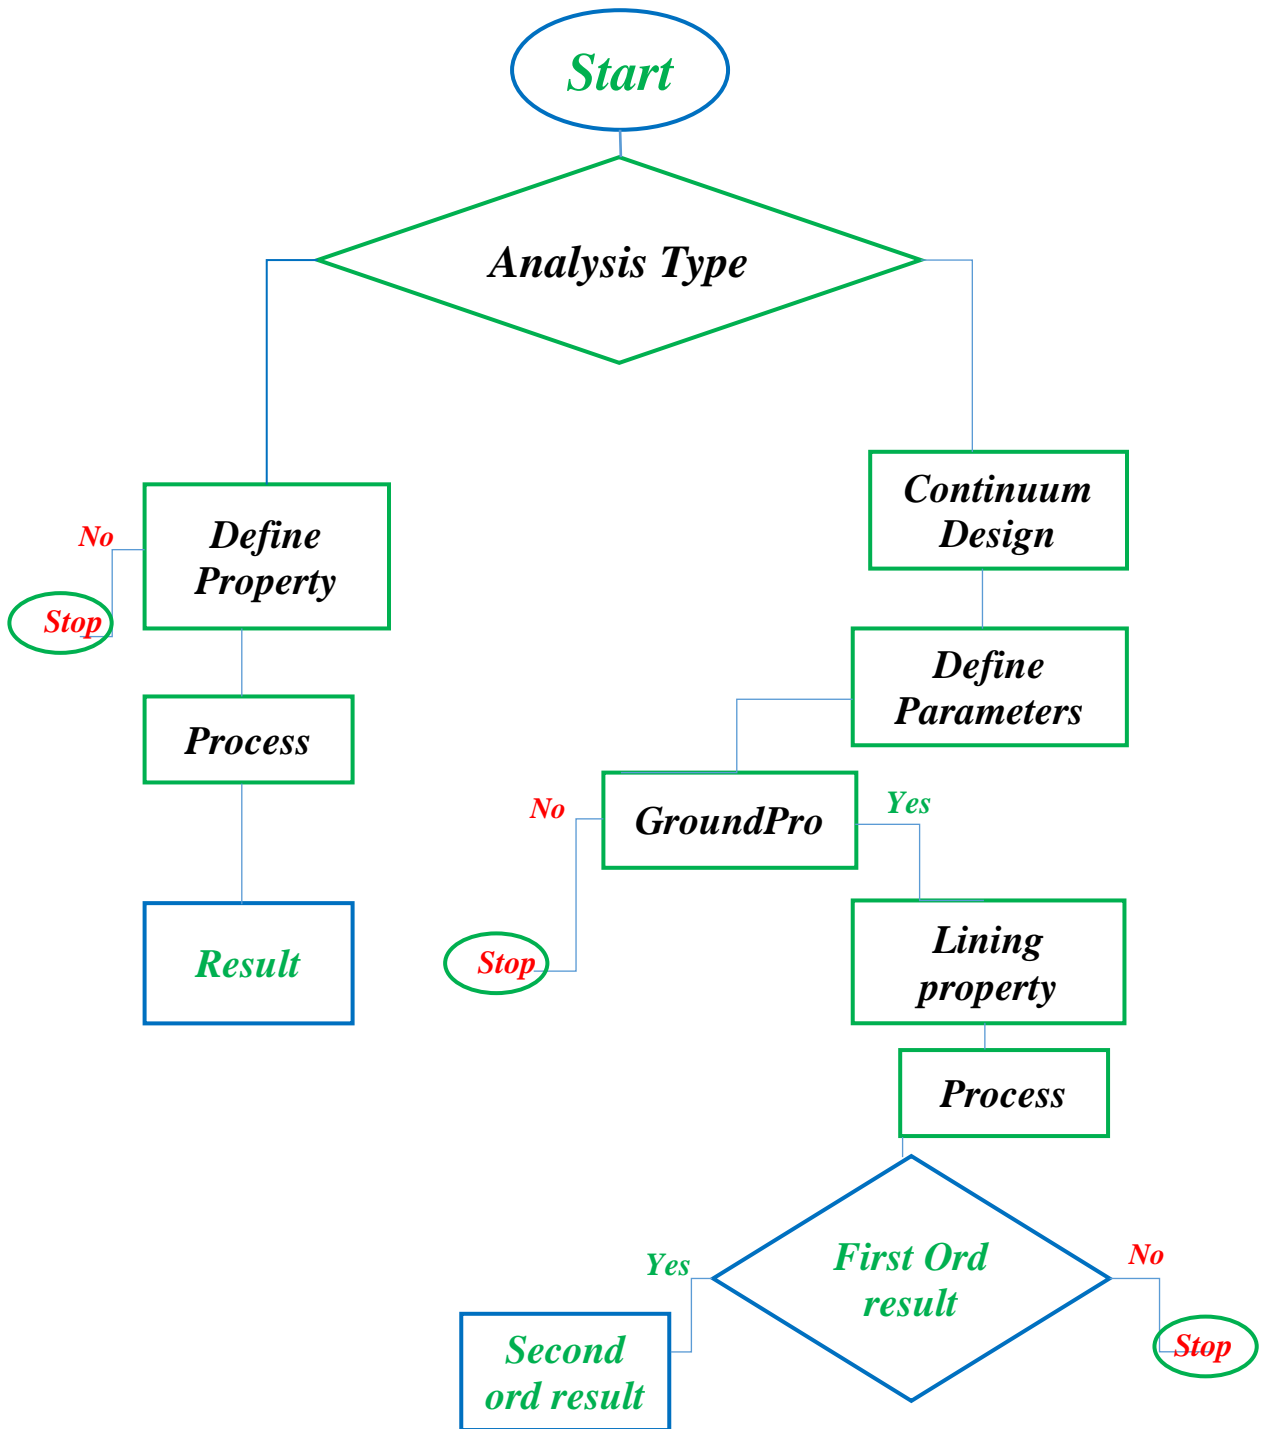 Start
Analysis Type
Continuum
Design
No
Define
Property
Stop
Define
Parameters
Process
No
GroundPro
Yes
Result
Stop
Lining
property
Process
Yes
First Ord
result
No
Second
ord result
Stop